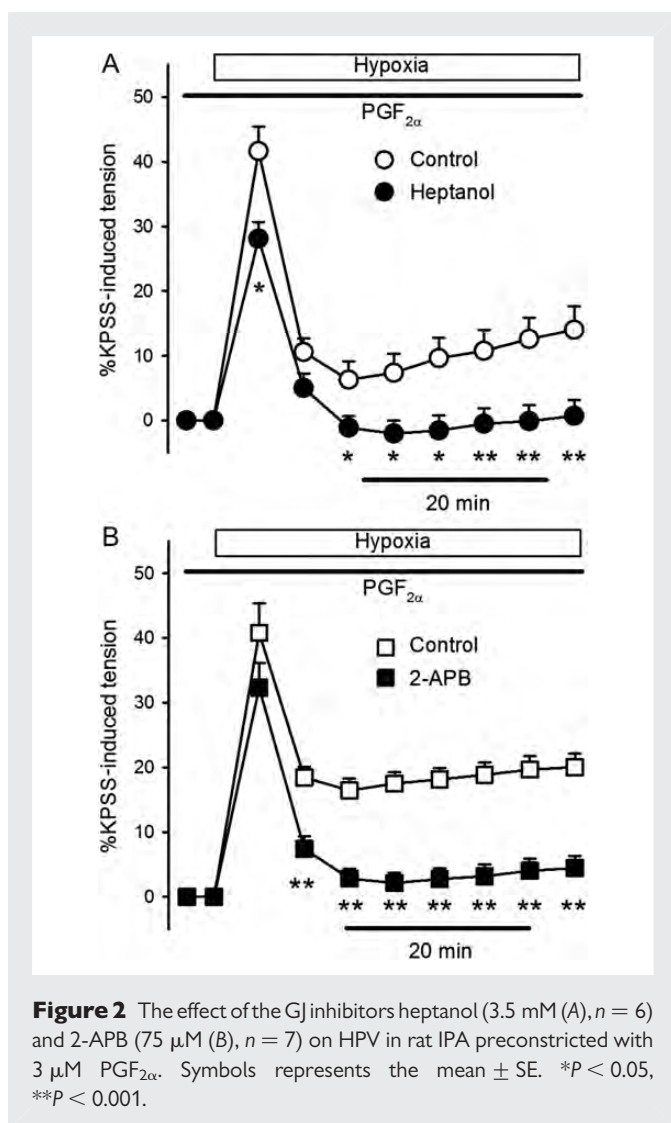 A
Hypoxia
PGF2α
Control
Heptanol
%KPSS-induced tension
50
40
30
20
10
0
*
* * * ** ** **
20 min
B
Hypoxia
PGF2α
Control
2-APB
%KPSS-induced tension
50
40
30
20
10
0
**
** ** ** ** ** **
20 min
Figure 2 The effect of the GJ inhibitors heptanol (3.5 mM (A), n = 6)
and 2-APB (75 μM (B), n = 7) on HPV in rat IPA preconstricted with
3 μM PGF2α. Symbols represents the mean ± SE. *P < 0.05,
**P < 0.001.